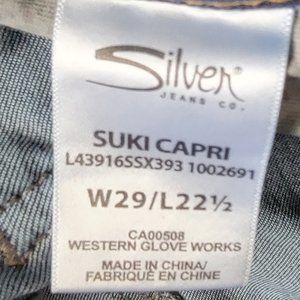 Silver®
JEANS CO.
SUKI CAPRI
L43916SSX393 1002691
W29/L22½
CA00508
WESTERN GLOVE WORKS
MADE IN CHINA/
FABRIQUÉ EN CHINE